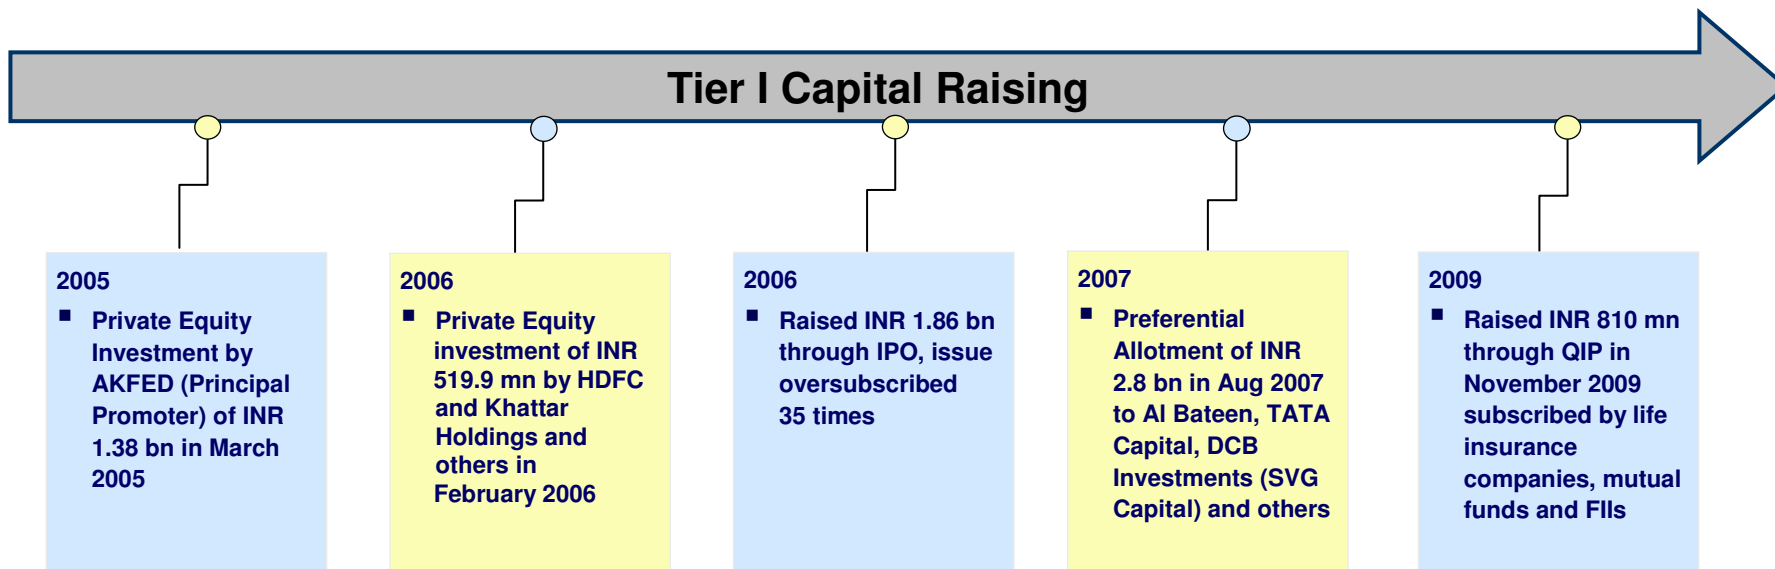 Tier I Capital Raising
2005
▪ Private Equity
Investment by
AKFED (Principal
Promoter) of INR
1.38 bn in March
2005
2006
▪ Private Equity
investment of INR
519.9 mn by HDFC
and Khattar
Holdings and
others in
February 2006
2006
▪ Raised INR 1.86 bn
through IPO, issue
oversubscribed
35 times
2007
▪ Preferential
Allotment of INR
2.8 bn in Aug 2007
to Al Bateen, TATA
Capital, DCB
Investments (SVG
Capital) and others
2009
▪ Raised INR 810 mn
through QIP in
November 2009
subscribed by life
insurance
companies, mutual
funds and FIIs